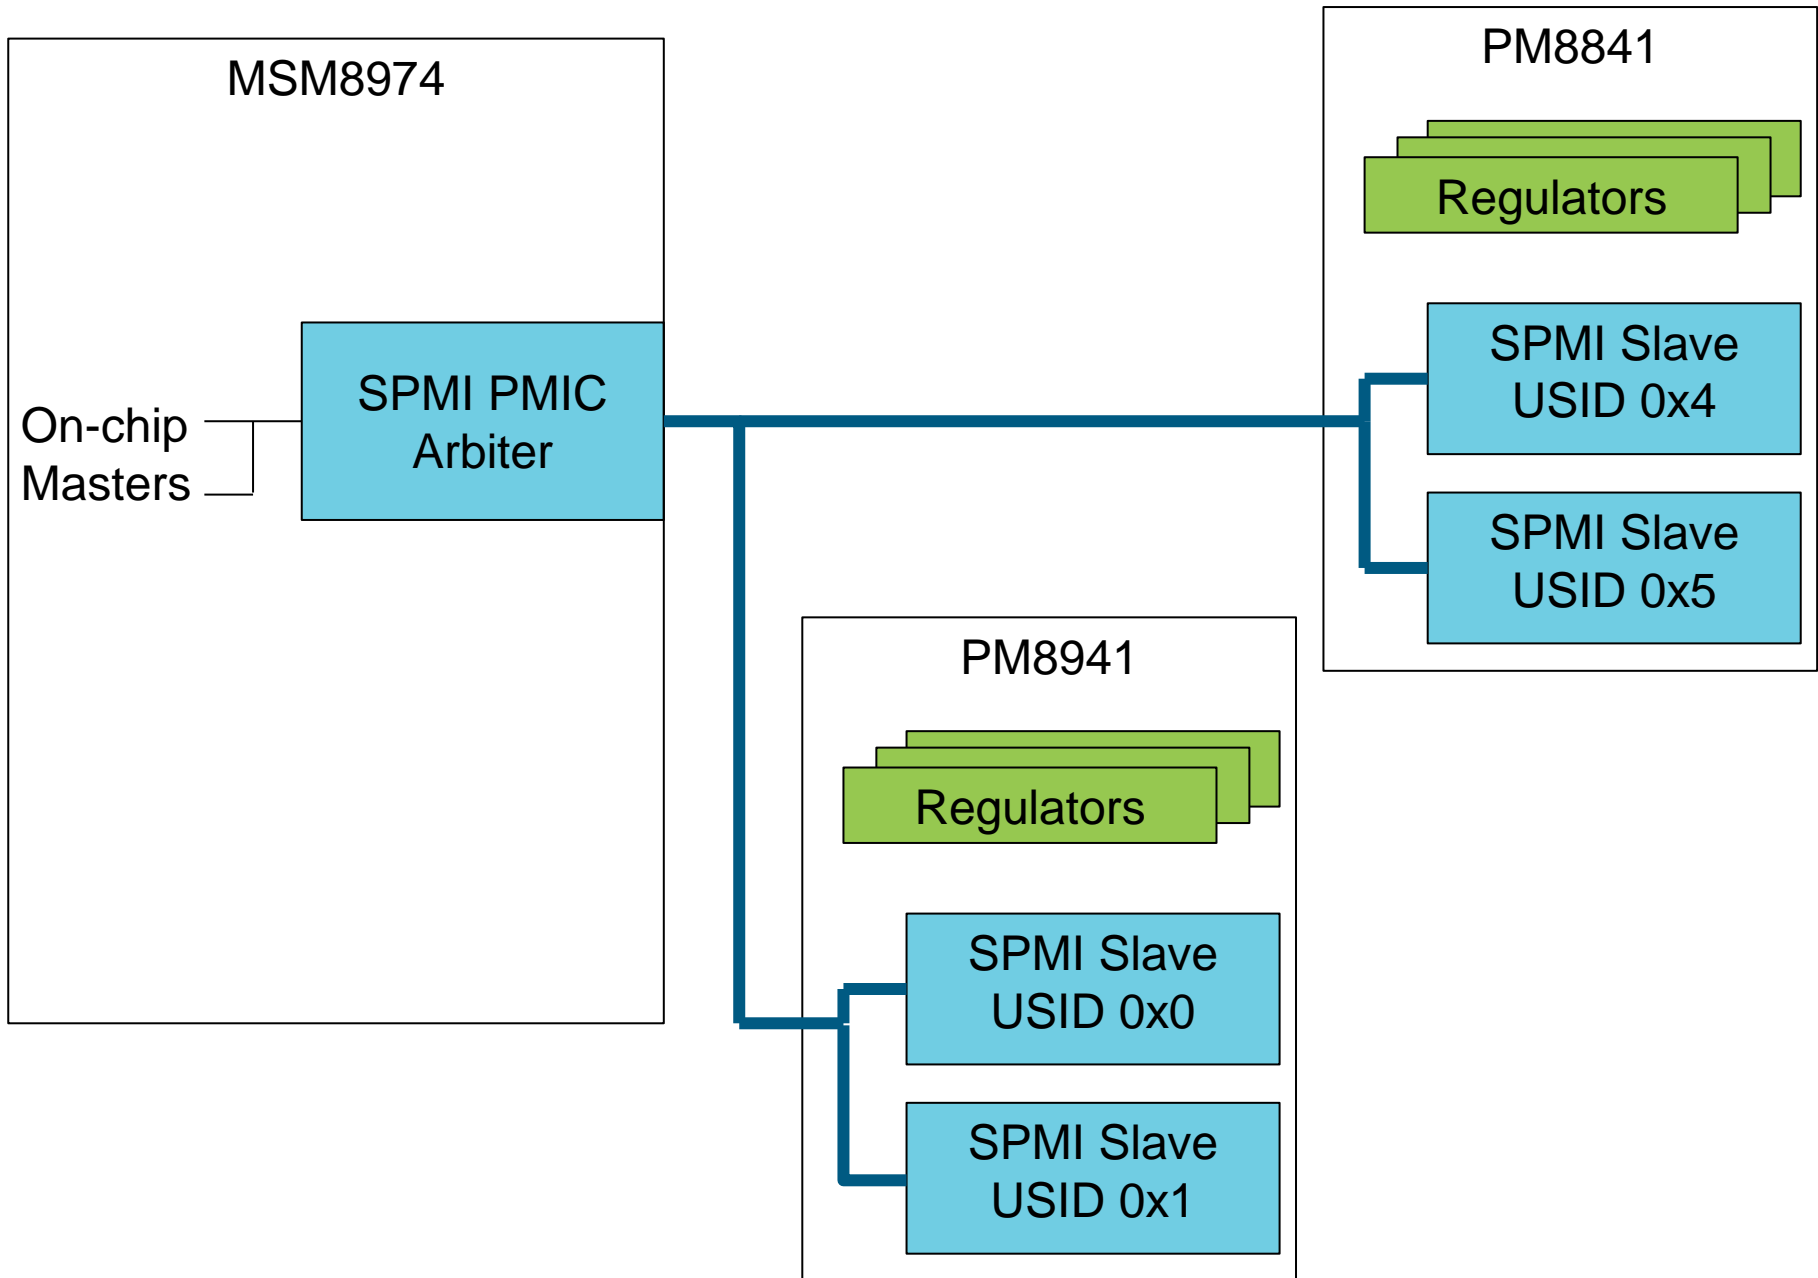 MSM8974
On-chip
Masters
SPMI PMIC
Arbiter
PM8841
Regulators
SPMI Slave
USID 0x4
SPMI Slave
USID 0x5
PM8941
Regulators
SPMI Slave
USID 0x0
SPMI Slave
USID 0x1